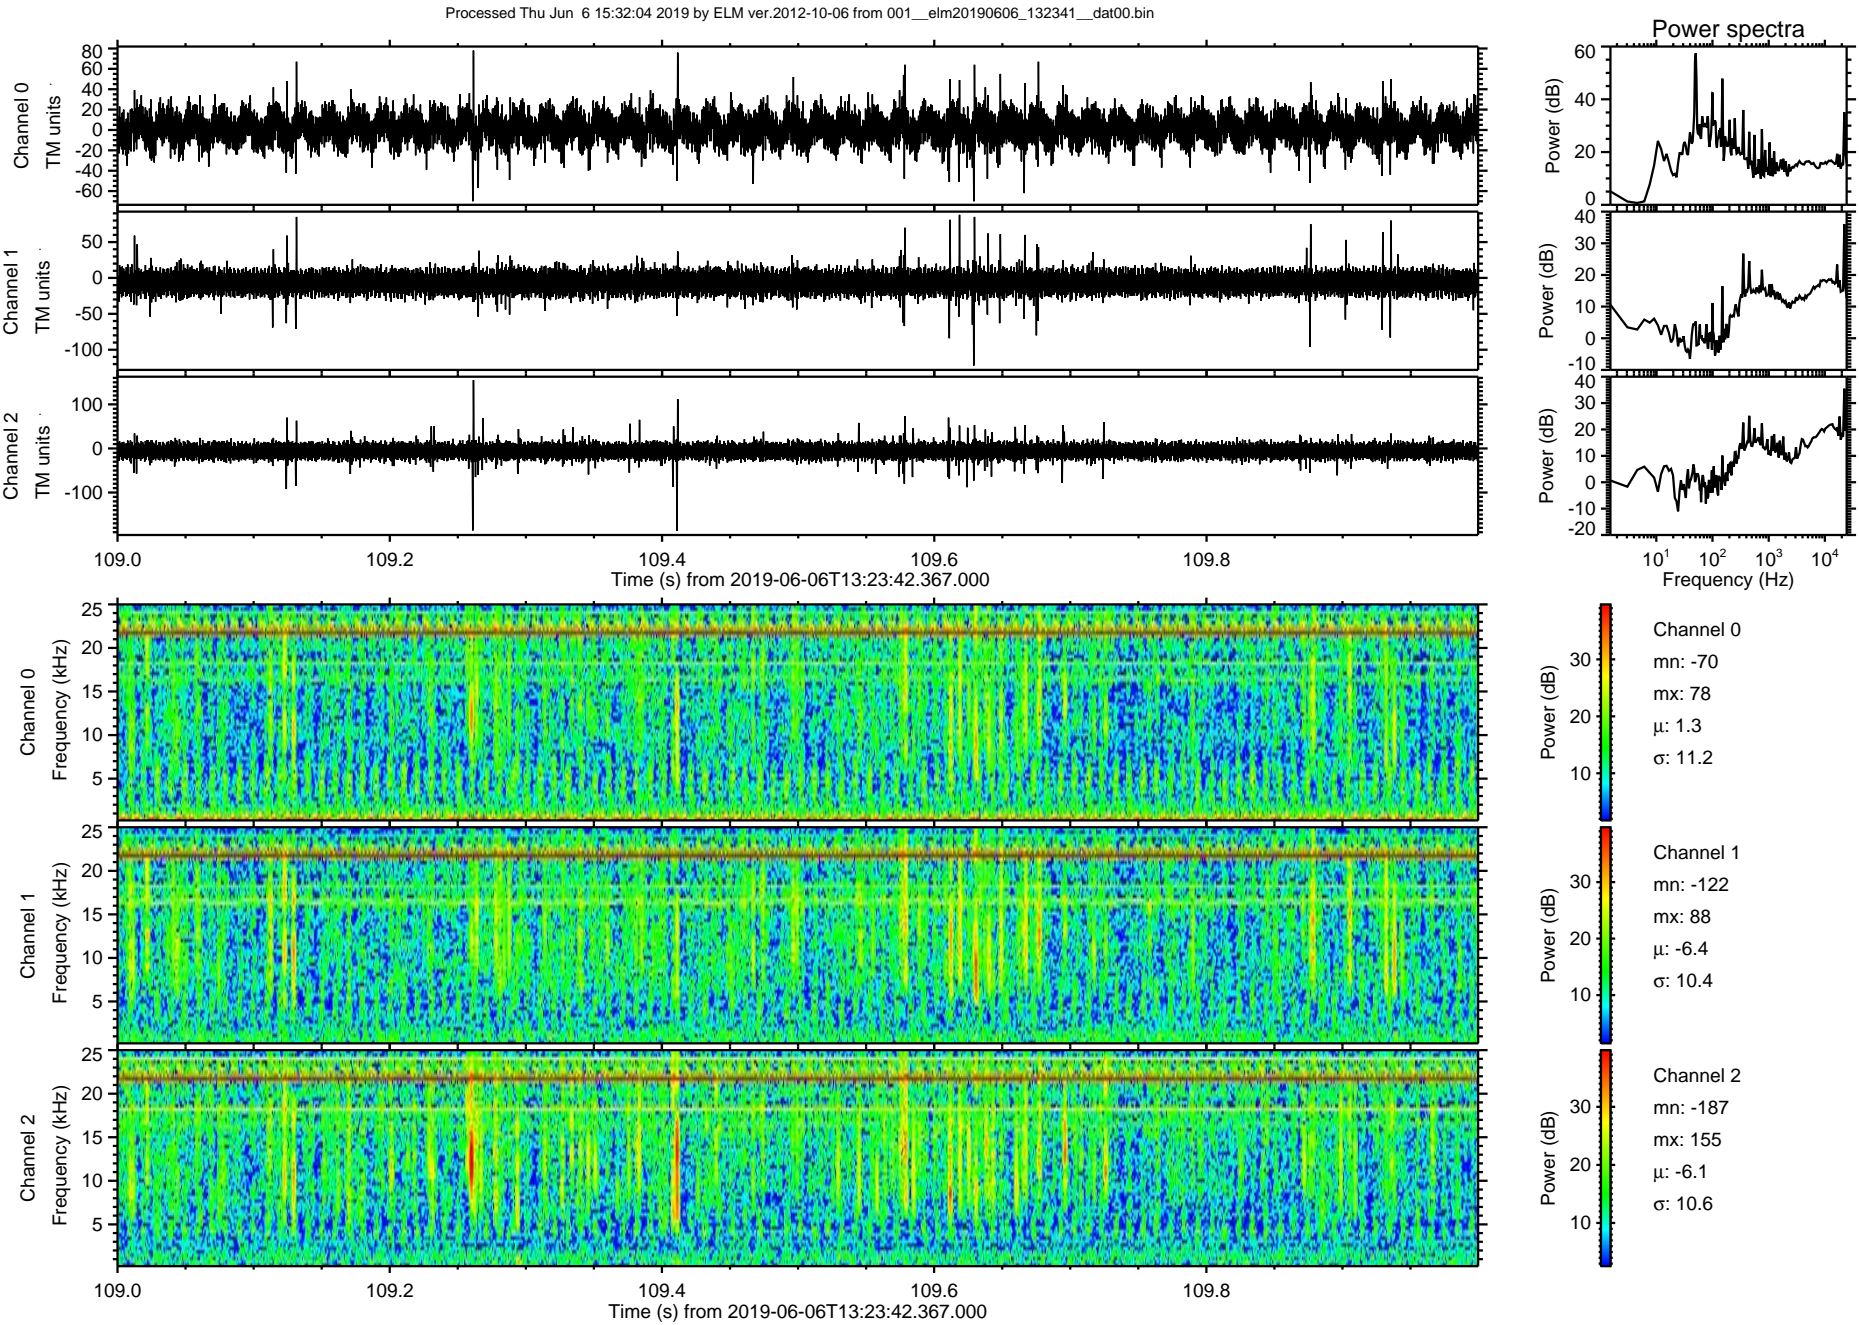 Processed Thu Jun  6 15:32:04 2019 by ELM ver.2012-10-06 from 001__elm20190606_132341__dat00.bin
Power spectra
Channel 0
TM units
80
60
40
20
0
-20
-40
-60
Power (dB)
60
40
20
0
Channel 1
TM units
50
0
-50
-100
Power (dB)
40
30
20
10
0
-10
Channel 2
TM units
100
0
-100
Power (dB)
40
30
20
10
0
-10
-20
109.0 109.2 109.4 109.6 109.8
Time (s) from 2019-06-06T13:23:42.367.000
10¹ 10² 10³ 10⁴
Frequency (Hz)
Channel 0
Frequency (kHz)
25
20
15
10
5
Power (dB)
30
20
10
Channel 0
mn: -70
mx: 78
μ: 1.3
σ: 11.2
Channel 1
Frequency (kHz)
25
20
15
10
5
Power (dB)
30
20
10
Channel 1
mn: -122
mx: 88
μ: -6.4
σ: 10.4
Channel 2
Frequency (kHz)
25
20
15
10
5
Power (dB)
30
20
10
Channel 2
mn: -187
mx: 155
μ: -6.1
σ: 10.6
109.0 109.2 109.4 109.6 109.8
Time (s) from 2019-06-06T13:23:42.367.000